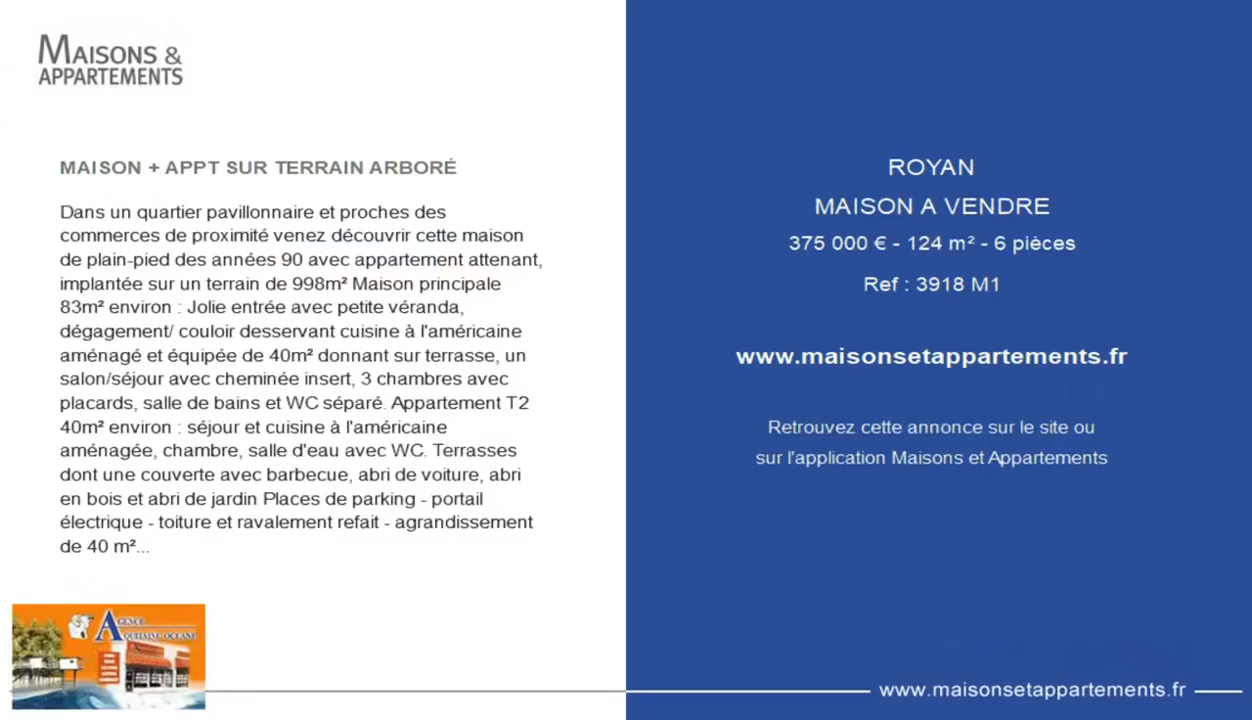 MAISONS &
APPARTEMENTS
MAISON + APPT SUR TERRAIN ARBORÉ
Dans un quartier pavillonnaire et proches des
commerces de proximité venez découvrir cette maison
de plain-pied des années 90 avec appartement attenant,
implantée sur un terrain de 998m² Maison principale
83m² environ : Jolie entrée avec petite véranda,
dégagement/ couloir desservant cuisine à l'américaine
aménagé et équipée de 40m² donnant sur terrasse, un
salon/séjour avec cheminée insert, 3 chambres avec
placards, salle de bains et WC séparé. Appartement T2
40m² environ : séjour et cuisine à l'américaine
aménagée, chambre, salle d'eau avec WC. Terrasses
dont une couverte avec barbecue, abri de voiture, abri
en bois et abri de jardin Places de parking - portail
électrique - toiture et ravalement refait - agrandissement
de 40 m²...
AGENCE
AQUITAINE-OCEANE
ROYAN
MAISON A VENDRE
375 000 € - 124 m² - 6 pièces
Ref : 3918 M1
www.maisonsetappartements.fr
Retrouvez cette annonce sur le site ou
sur l'application Maisons et Appartements
www.maisonsetappartements.fr